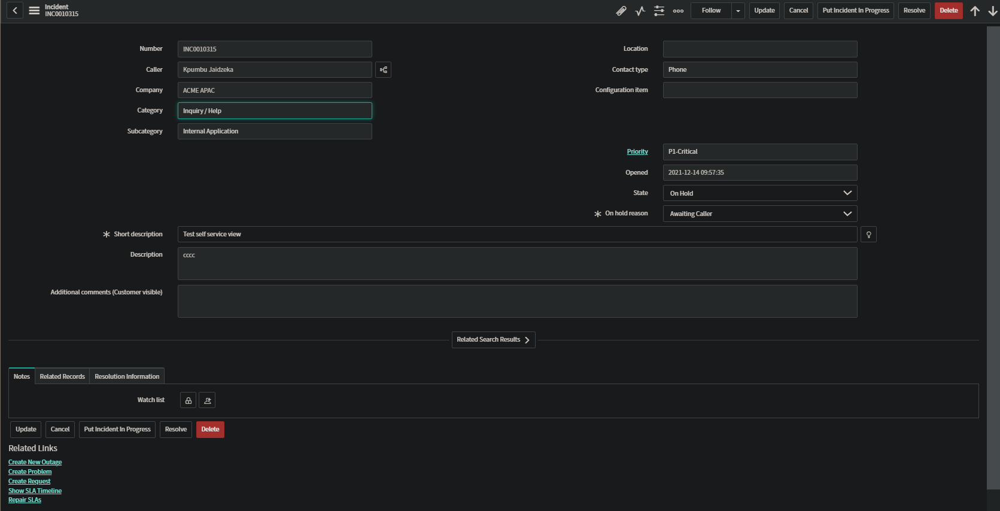 Incident
INC0010315
Follow
Update
Cancel
Put Incident In Progress
Resolve
Delete
Number
INC0010315
Caller
Kpumbu Jaidzeka
Company
ACME APAC
Category
Inquiry / Help
Subcategory
Internal Application
Location
Contact type
Phone
Configuration item
Priority
P1-Critical
Opened
2021-12-14 09:57:35
State
On Hold
On hold reason
Awaiting Caller
Short description
Test self service view
Description
cccc
Additional comments (Customer visible)
Related Search Results
Notes
Related Records
Resolution Information
Watch list
Update
Cancel
Put Incident In Progress
Resolve
Delete
Related Links
Create New Outage
Create Problem
Create Request
Show SLA Timeline
Repair SLAs